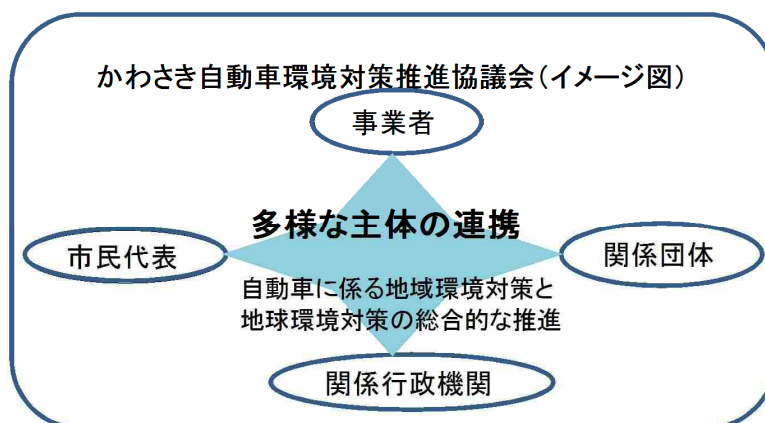 かわさき自動車環境対策推進協議会（イメージ図）
事業者
多様な主体の連携
市民代表
関係団体
自動車に係る地域環境対策と
地球環境対策の総合的な推進
関係行政機関